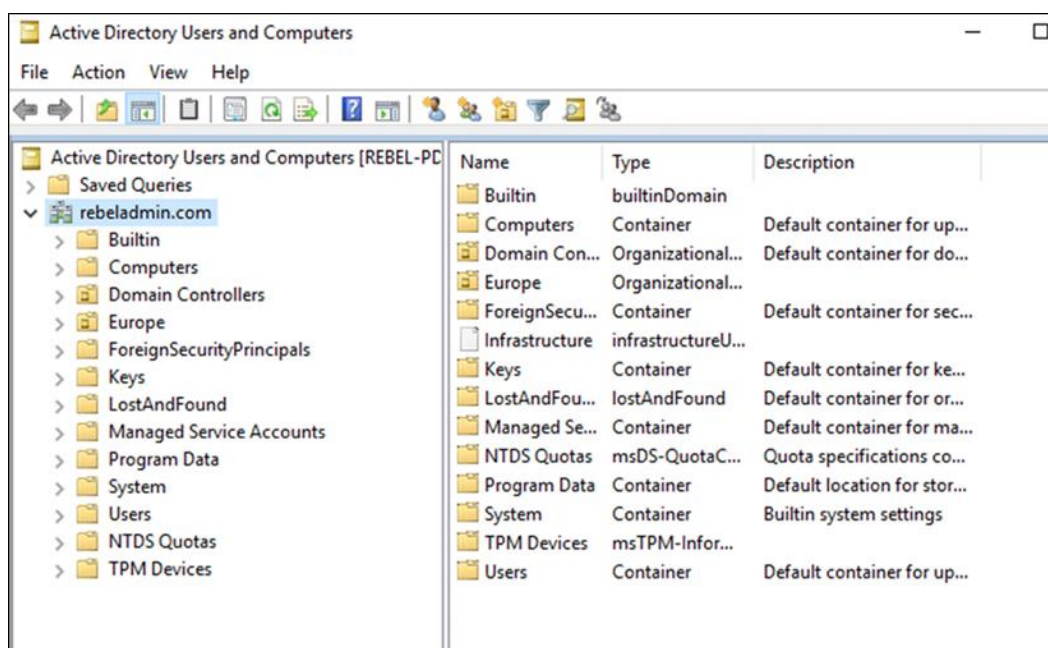 Active Directory Users and Computers
File Action View Help
Active Directory Users and Computers [REBEL-PD
Saved Queries
rebeladmin.com
Builtin
Computers
Domain Controllers
Europe
ForeignSecurityPrincipals
Keys
LostAndFound
Managed Service Accounts
Program Data
System
Users
NTDS Quotas
TPM Devices
Name Type Description
Builtin builtinDomain
Computers Container Default container for up...
Domain Con... Organizational... Default container for do...
Europe Organizational...
ForeignSecu... Container Default container for sec...
Infrastructure infrastructureU...
Keys Container Default container for ke...
LostAndFou... lostAndFound Default container for or...
Managed Se... Container Default container for ma...
NTDS Quotas msDS-QuotaC... Quota specifications co...
Program Data Container Default location for stor...
System Container Builtin system settings
TPM Devices msTPM-Infor...
Users Container Default container for up...